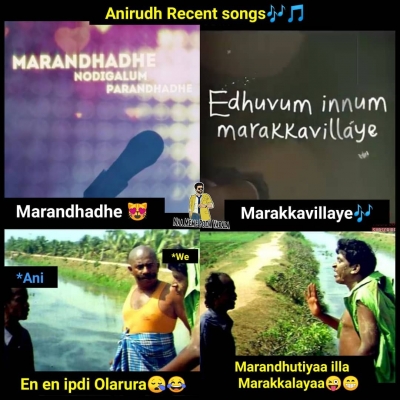 Anirudh Recent songs🎶🎵
MARANDHADHE
NODIGALUM
PARANDHADHE
Edhuvum innum
marakkavilláye
Marandhadhe 😻
Marakkavillaye🎶
*Ani
*We
En en ipdi Olarura😪😂
Marandhutiyaa illa
Marakkalayaa😜😁